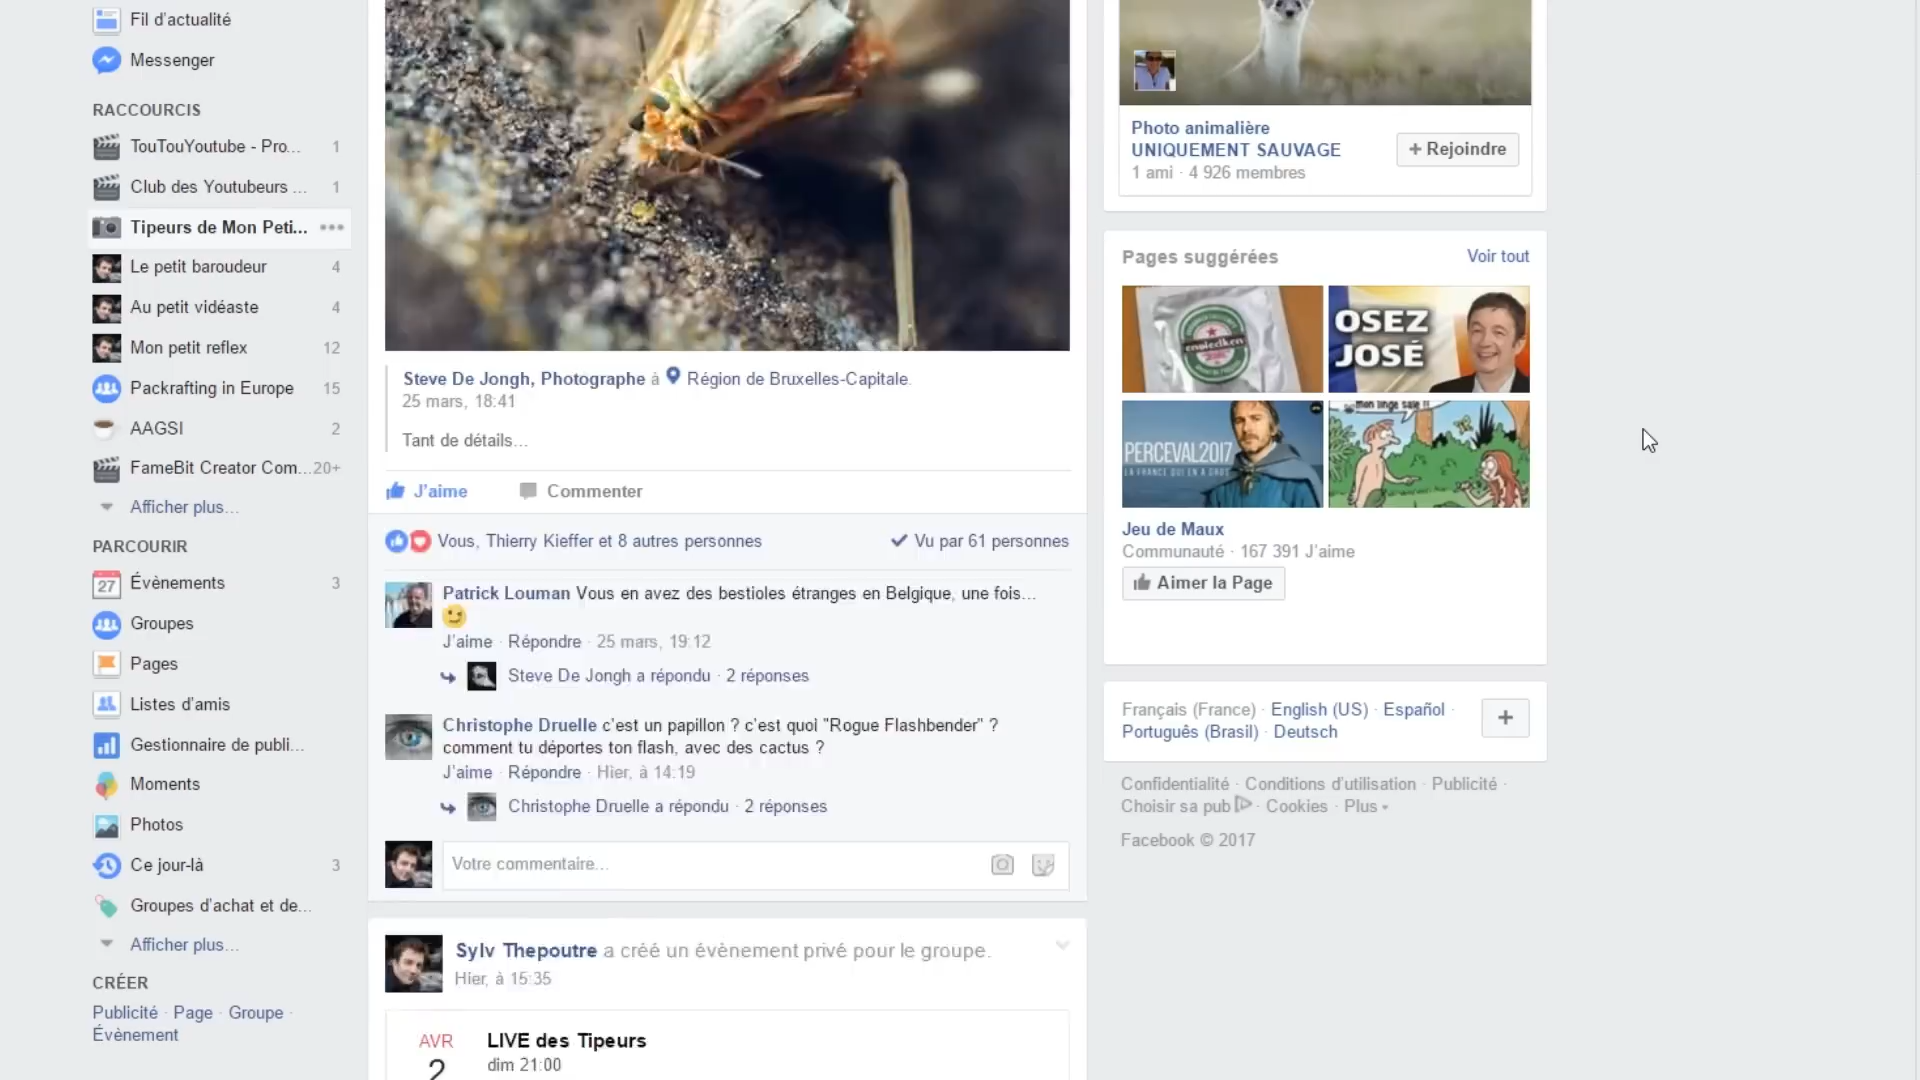 Fil d'actualité
Messenger
RACCOURCIS
TouTouYoutube - Pro... 1
Club des Youtubeurs ... 1
Tipeurs de Mon Peti...
Le petit baroudeur 4
Au petit vidéaste 4
Mon petit reflex 12
Packrafting in Europe 15
AAGSI 2
FameBit Creator Com... 20+
Afficher plus...
PARCOURIR
27 Évènements 3
Groupes
Pages
Listes d'amis
Gestionnaire de publi...
Moments
Photos
Ce jour-là 3
Groupes d'achat et de...
Afficher plus...
CRÉER
Publicité · Page · Groupe ·
Évènement
Steve De Jongh, Photographe à Région de Bruxelles-Capitale.
25 mars, 18:41
Tant de détails...
J'aime Commenter
Vous, Thierry Kieffer et 8 autres personnes Vu par 61 personnes
Patrick Louman Vous en avez des bestioles étranges en Belgique, une fois...
J'aime · Répondre · 25 mars, 19:12
Steve De Jongh a répondu · 2 réponses
Christophe Druelle c'est un papillon ? c'est quoi "Rogue Flashbender" ?
comment tu déportes ton flash, avec des cactus ?
J'aime · Répondre · Hier, à 14:19
Christophe Druelle a répondu · 2 réponses
Votre commentaire...
Sylv Thepoutre a créé un évènement privé pour le groupe.
Hier, à 15:35
AVR
2
LIVE des Tipeurs
dim 21:00
Photo animalière
UNIQUEMENT SAUVAGE
1 ami · 4 926 membres
+ Rejoindre
Pages suggérées Voir tout
OSEZ
JOSÉ
PERCEVAL2017
LA FRANCE QUI EN A GROS
mon linge sale !!
Jeu de Maux
Communauté · 167 391 J'aime
Aimer la Page
Français (France) · English (US) · Español ·
Português (Brasil) · Deutsch
+
Confidentialité · Conditions d'utilisation · Publicité ·
Choisir sa pub · Cookies · Plus
Facebook © 2017